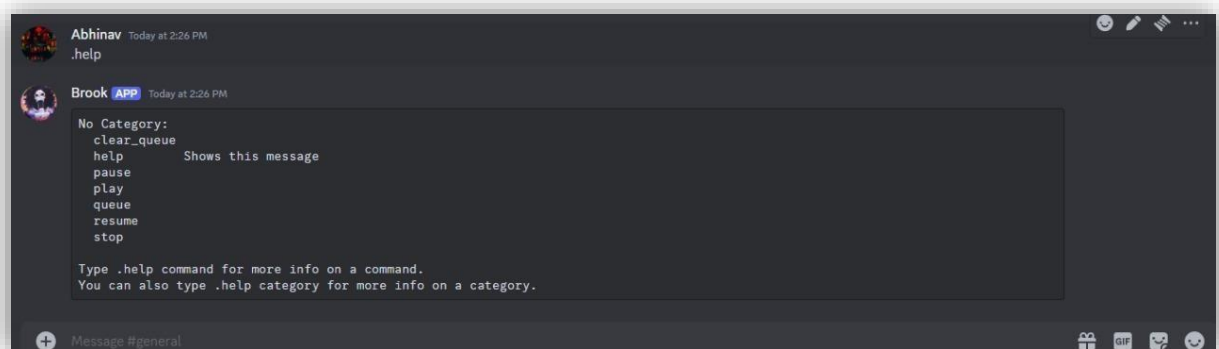 Abhinav Today at 2:26 PM
.help
Brook APP Today at 2:26 PM
No Category:
clear_queue
help Shows this message
pause
play
queue
resume
stop
Type .help command for more info on a command.
You can also type .help category for more info on a category.
Message #general
GIF